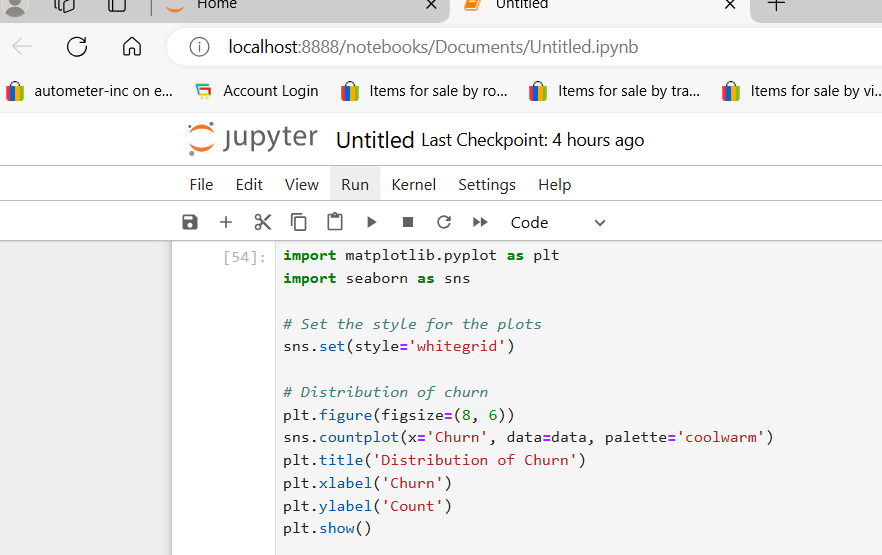 Home
Untitled
localhost:8888/notebooks/Documents/Untitled.ipynb
autometer-inc on e... Account Login Items for sale by ro... Items for sale by tra... Items for sale by vi...
jupyter Untitled Last Checkpoint: 4 hours ago
File Edit View Run Kernel Settings Help
Code
[54]: import matplotlib.pyplot as plt
import seaborn as sns
# Set the style for the plots
sns.set(style='whitegrid')
# Distribution of churn
plt.figure(figsize=(8, 6))
sns.countplot(x='Churn', data=data, palette='coolwarm')
plt.title('Distribution of Churn')
plt.xlabel('Churn')
plt.ylabel('Count')
plt.show()